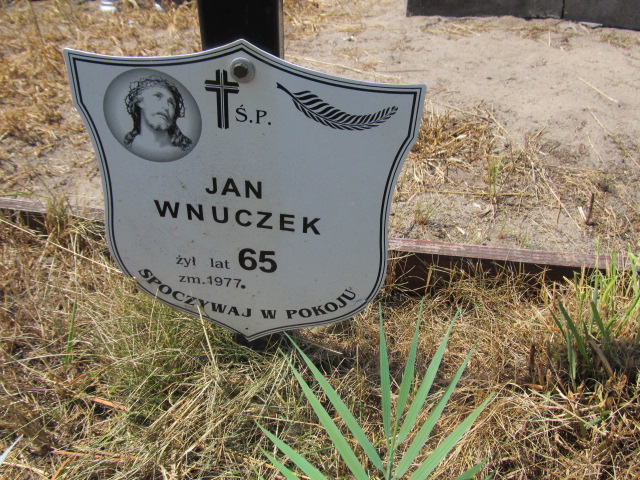 Ś.P.
JAN
WNUCZEK
żył lat 65
zm.1977.
SPOCZYWAJ W POKOJU